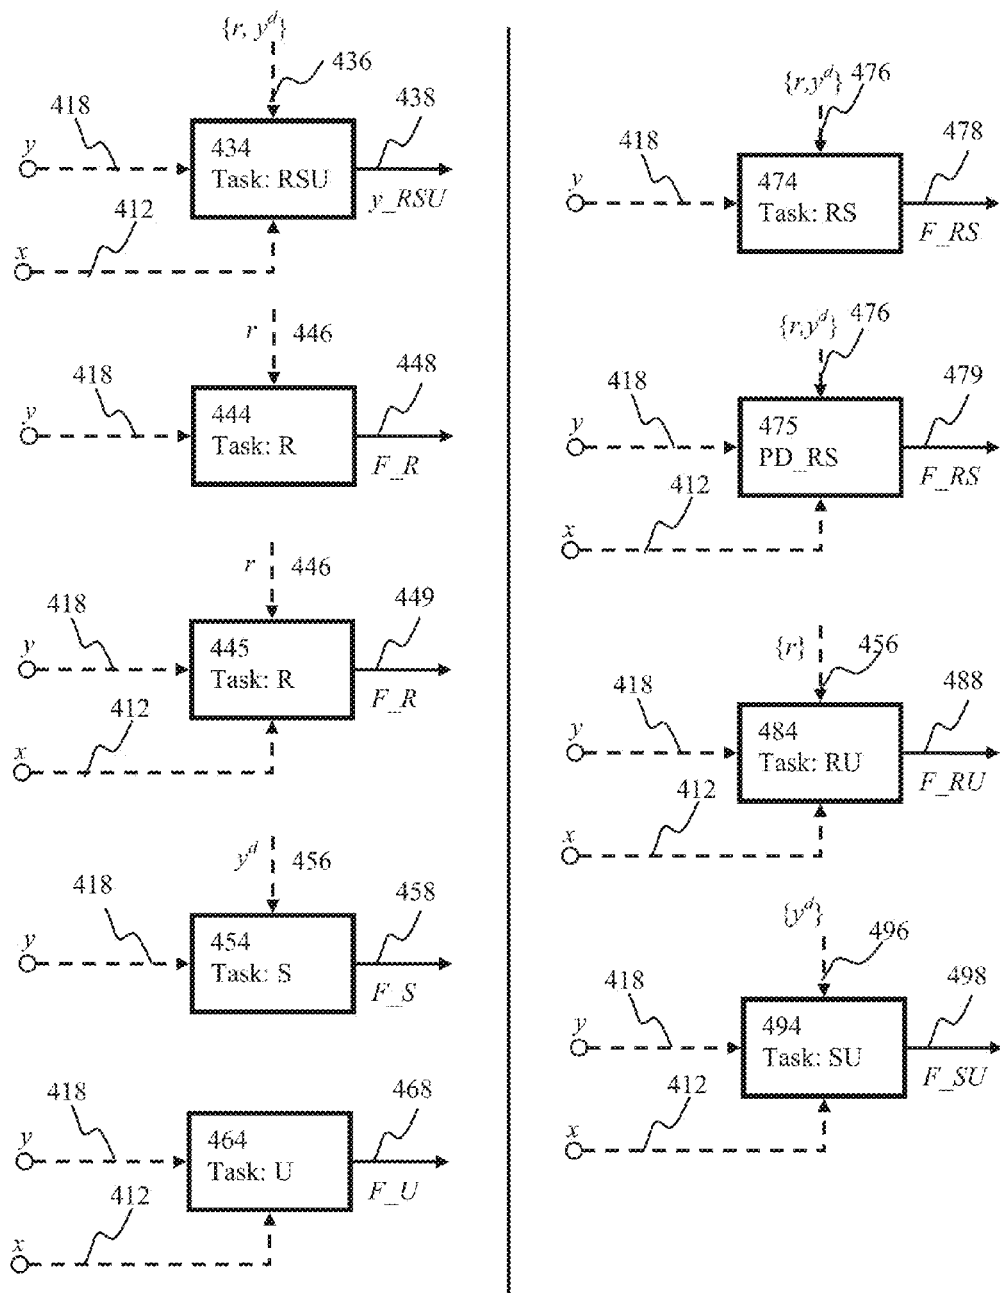 {r, y^d}
436
418
438
y
434
Task: RSU
y_RSU
412
x
r
446
418
448
y
444
Task: R
F_R
r
446
418
449
y
445
Task: R
F_R
412
x
y^d
456
418
458
y
454
Task: S
F_S
418
468
y
464
Task: U
F_U
412
x
{r,y^d}
476
418
478
y
474
Task: RS
F_RS
{r,y^d}
476
418
479
y
475
PD_RS
F_RS
412
x
{r}
456
418
488
y
484
Task: RU
F_RU
412
x
{y^d}
496
418
498
y
494
Task: SU
F_SU
412
x